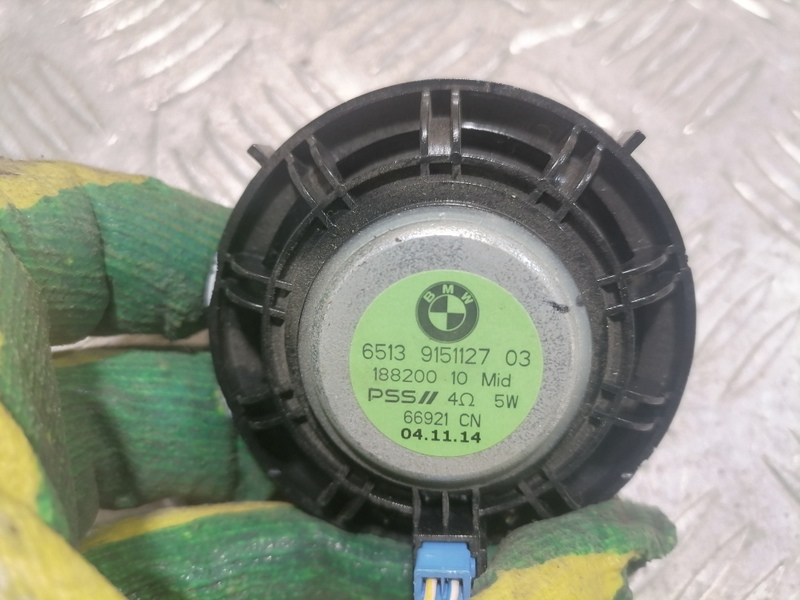 BMW
6513 9151127 03
188200 10 Mid
PSS// 4Ω 5W
66921 CN
04.11.14